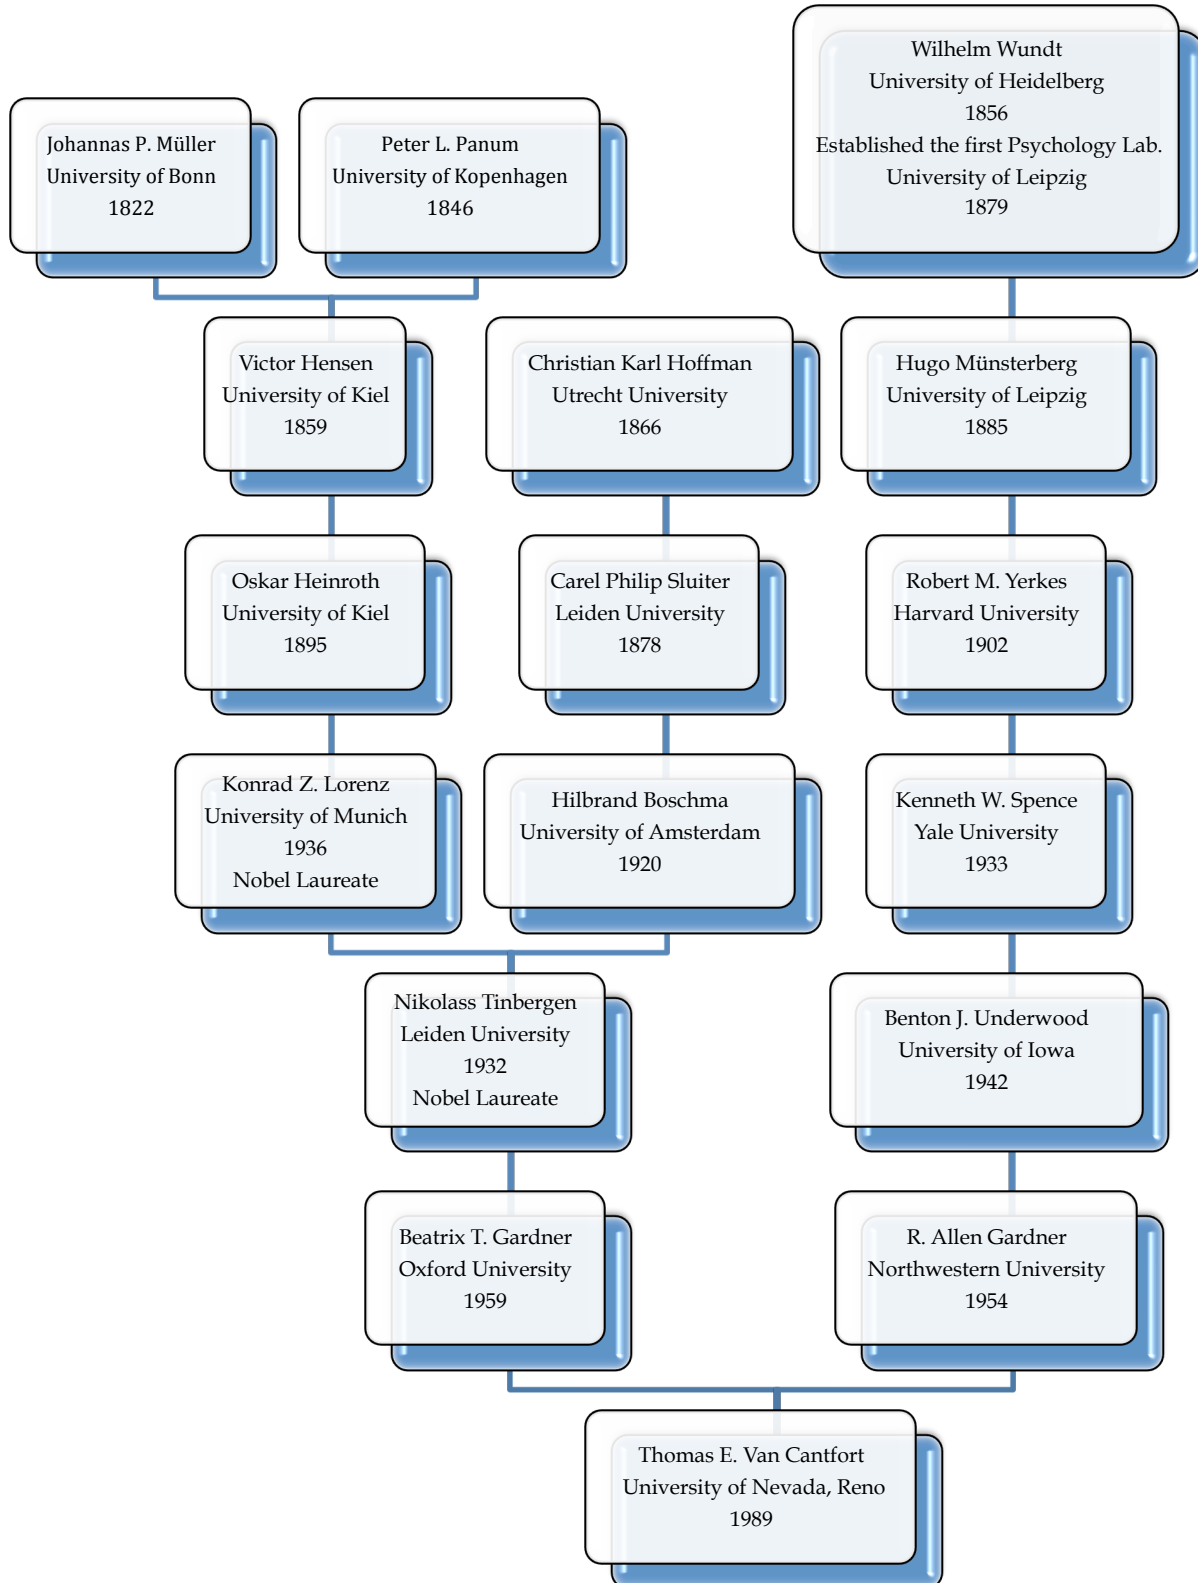 Wilhelm Wundt
University of Heidelberg
1856
Established the first Psychology Lab.
University of Leipzig
1879
Johannas P. Müller
University of Bonn
1822
Peter L. Panum
University of Kopenhagen
1846
Victor Hensen
University of Kiel
1859
Christian Karl Hoffman
Utrecht University
1866
Hugo Münsterberg
University of Leipzig
1885
Oskar Heinroth
University of Kiel
1895
Carel Philip Sluiter
Leiden University
1878
Robert M. Yerkes
Harvard University
1902
Konrad Z. Lorenz
University of Munich
1936
Nobel Laureate
Hilbrand Boschma
University of Amsterdam
1920
Kenneth W. Spence
Yale University
1933
Nikolass Tinbergen
Leiden University
1932
Nobel Laureate
Benton J. Underwood
University of Iowa
1942
Beatrix T. Gardner
Oxford University
1959
R. Allen Gardner
Northwestern University
1954
Thomas E. Van Cantfort
University of Nevada, Reno
1989